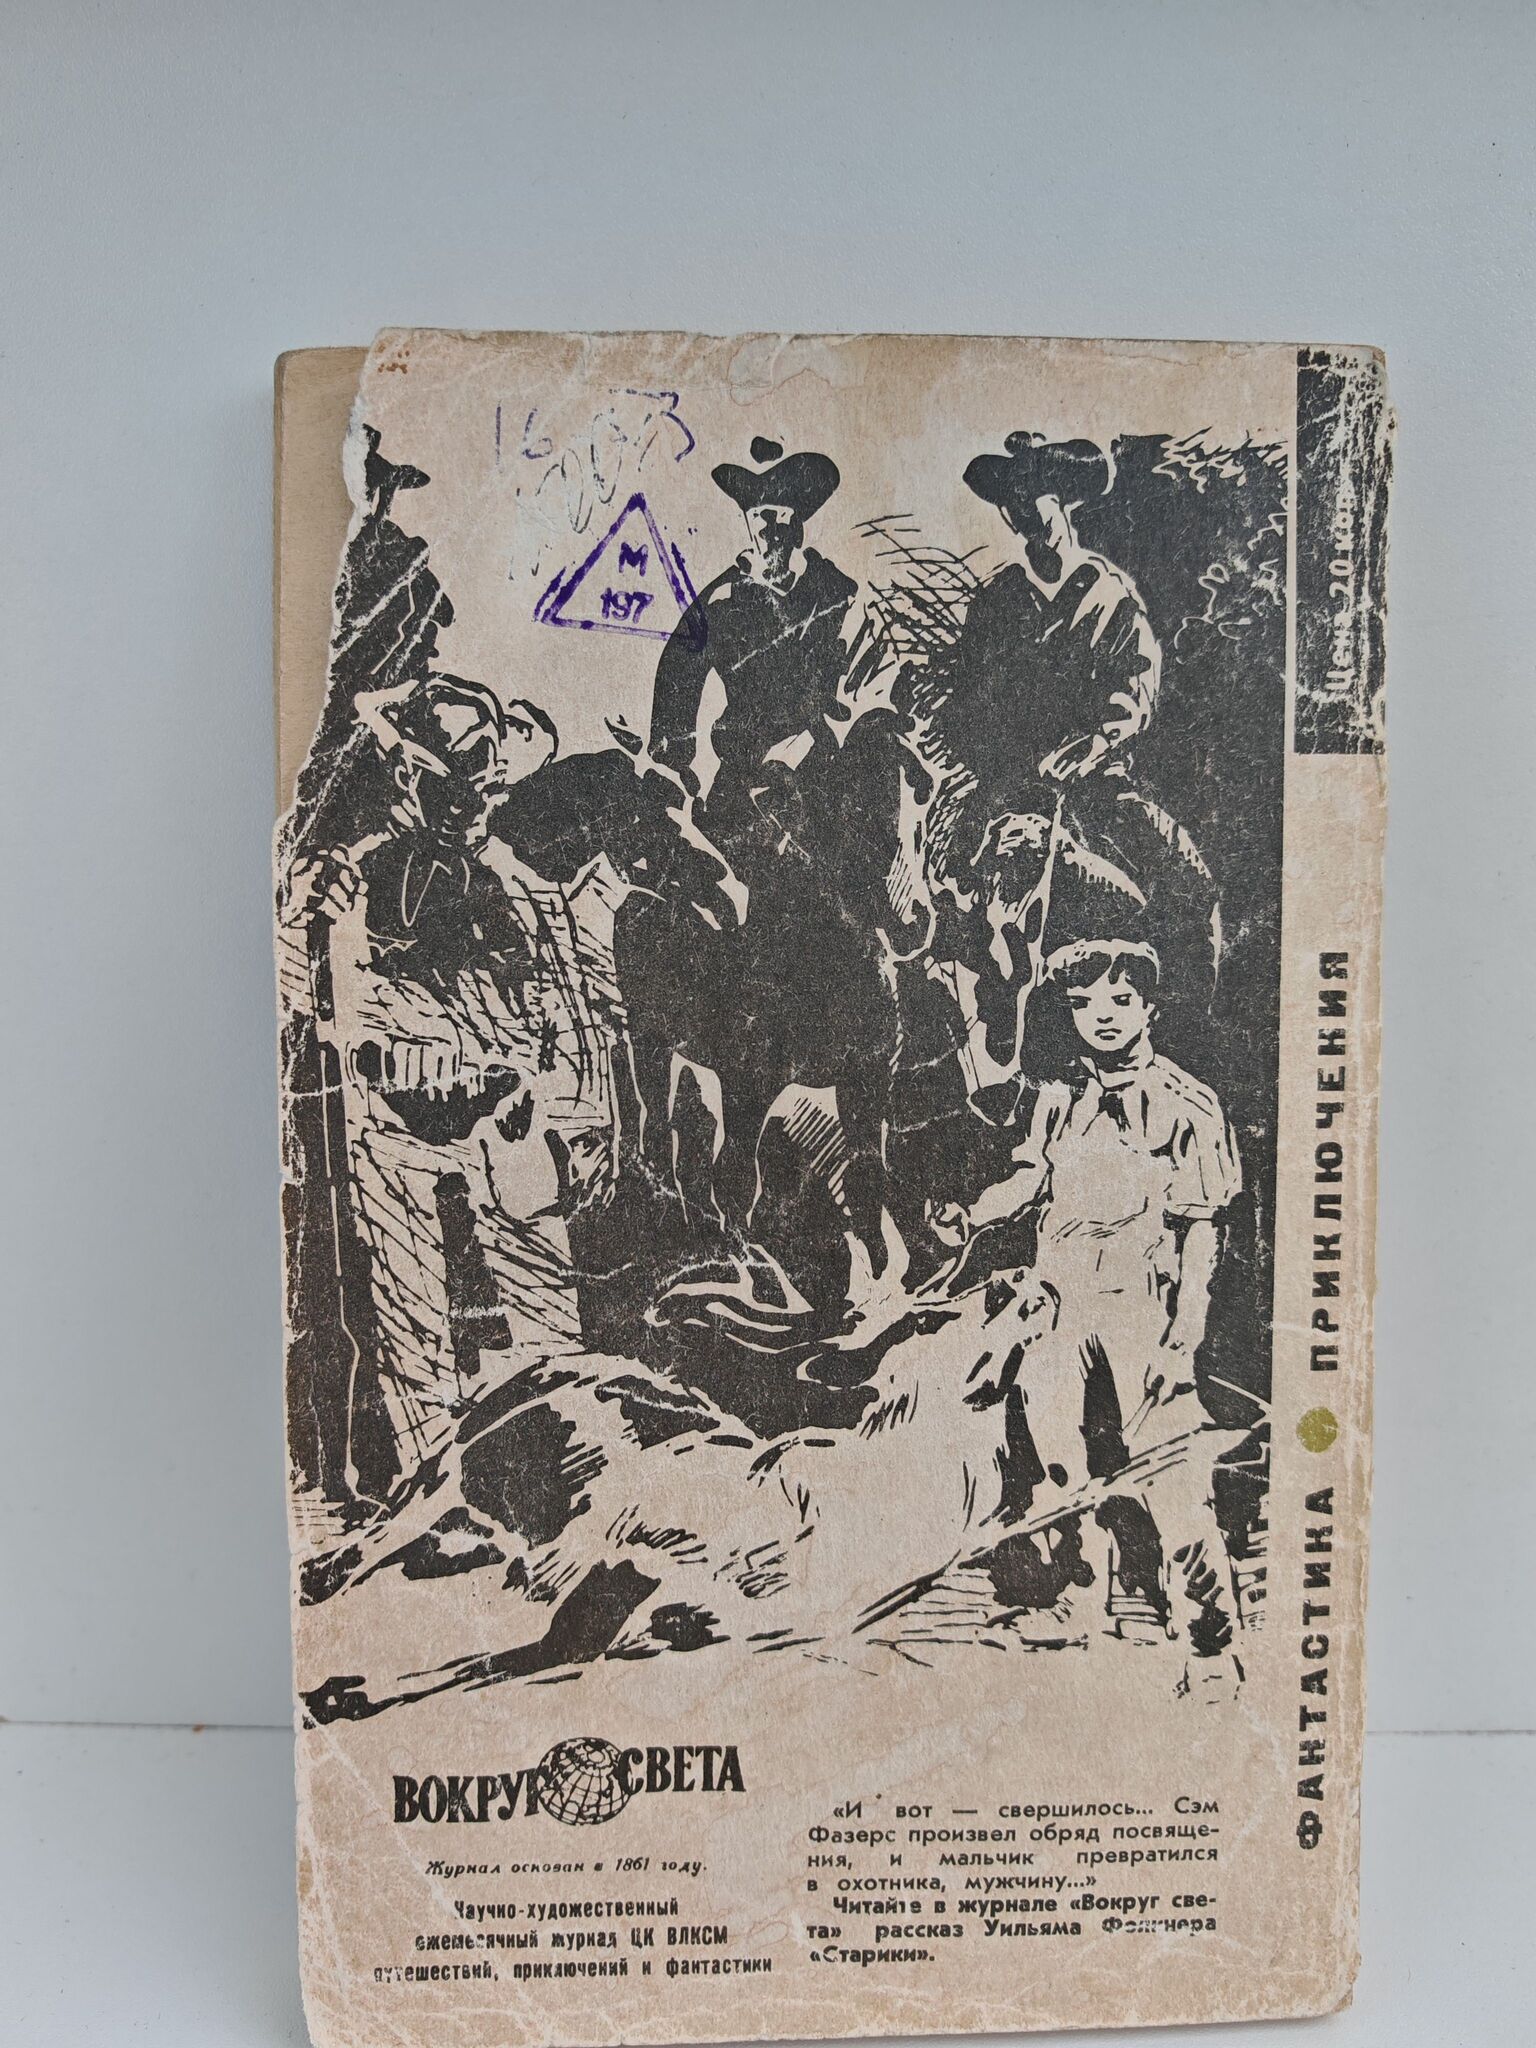 М
197
Цена 20 коп.
ФАНТАСТИКА ● ПРИКЛЮЧЕНИЯ
ВОКРУГ СВЕТА
Журнал основан в 1861 году.
Научно-художественный
ежемесячный журнал ЦК ВЛКСМ
путешествий, приключений и фантастики
«И вот — свершилось... Сэм
Фазерс произвел обряд посвяще-
ния, и мальчик превратился
в охотника, мужчину...»
Читайте в журнале «Вокруг све-
та» рассказ Уильяма Фолкнера
«Старики».